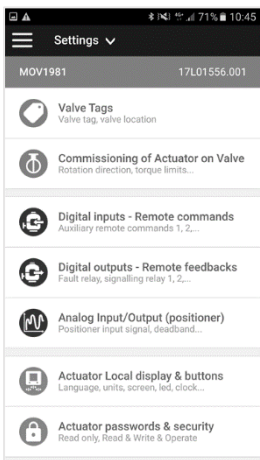 71% 10:45
Settings
MOV1981 17L01556.001
Valve Tags
Valve tag, valve location
Commissioning of Actuator on Valve
Rotation direction, torque limits...
Digital inputs - Remote commands
Auxiliary remote commands 1, 2,...
Digital outputs - Remote feedbacks
Fault relay, signalling relay 1, 2,...
Analog Input/Output (positioner)
Positioner input signal, deadband...
Actuator Local display & buttons
Language, units, screen, led, clock...
Actuator passwords & security
Read only, Read & Write & Operate